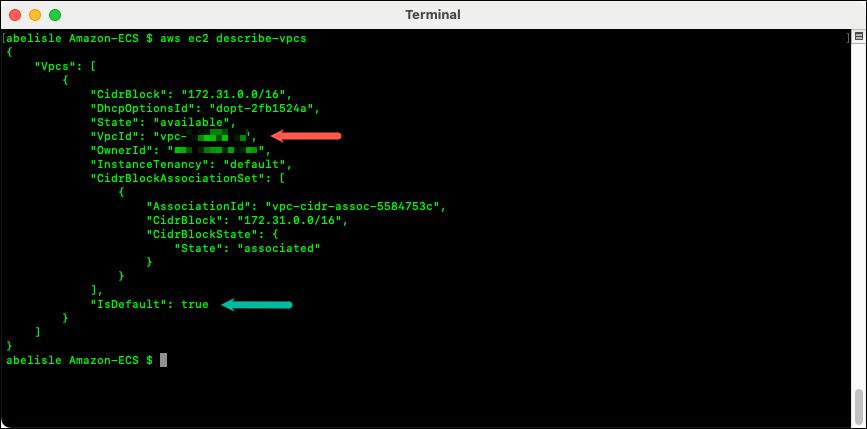 Terminal
[abelisle Amazon-ECS $ aws ec2 describe-vpcs ]
{
    "Vpcs": [
        {
            "CidrBlock": "172.31.0.0/16",
            "DhcpOptionsId": "dopt-2fb1524a",
            "State": "available",
            "VpcId": "vpc- ",
            "OwnerId": " ",
            "InstanceTenancy": "default",
            "CidrBlockAssociationSet": [
                {
                    "AssociationId": "vpc-cidr-assoc-5584753c",
                    "CidrBlock": "172.31.0.0/16",
                    "CidrBlockState": {
                        "State": "associated"
                    }
                }
            ],
            "IsDefault": true
        }
    ]
}
abelisle Amazon-ECS $